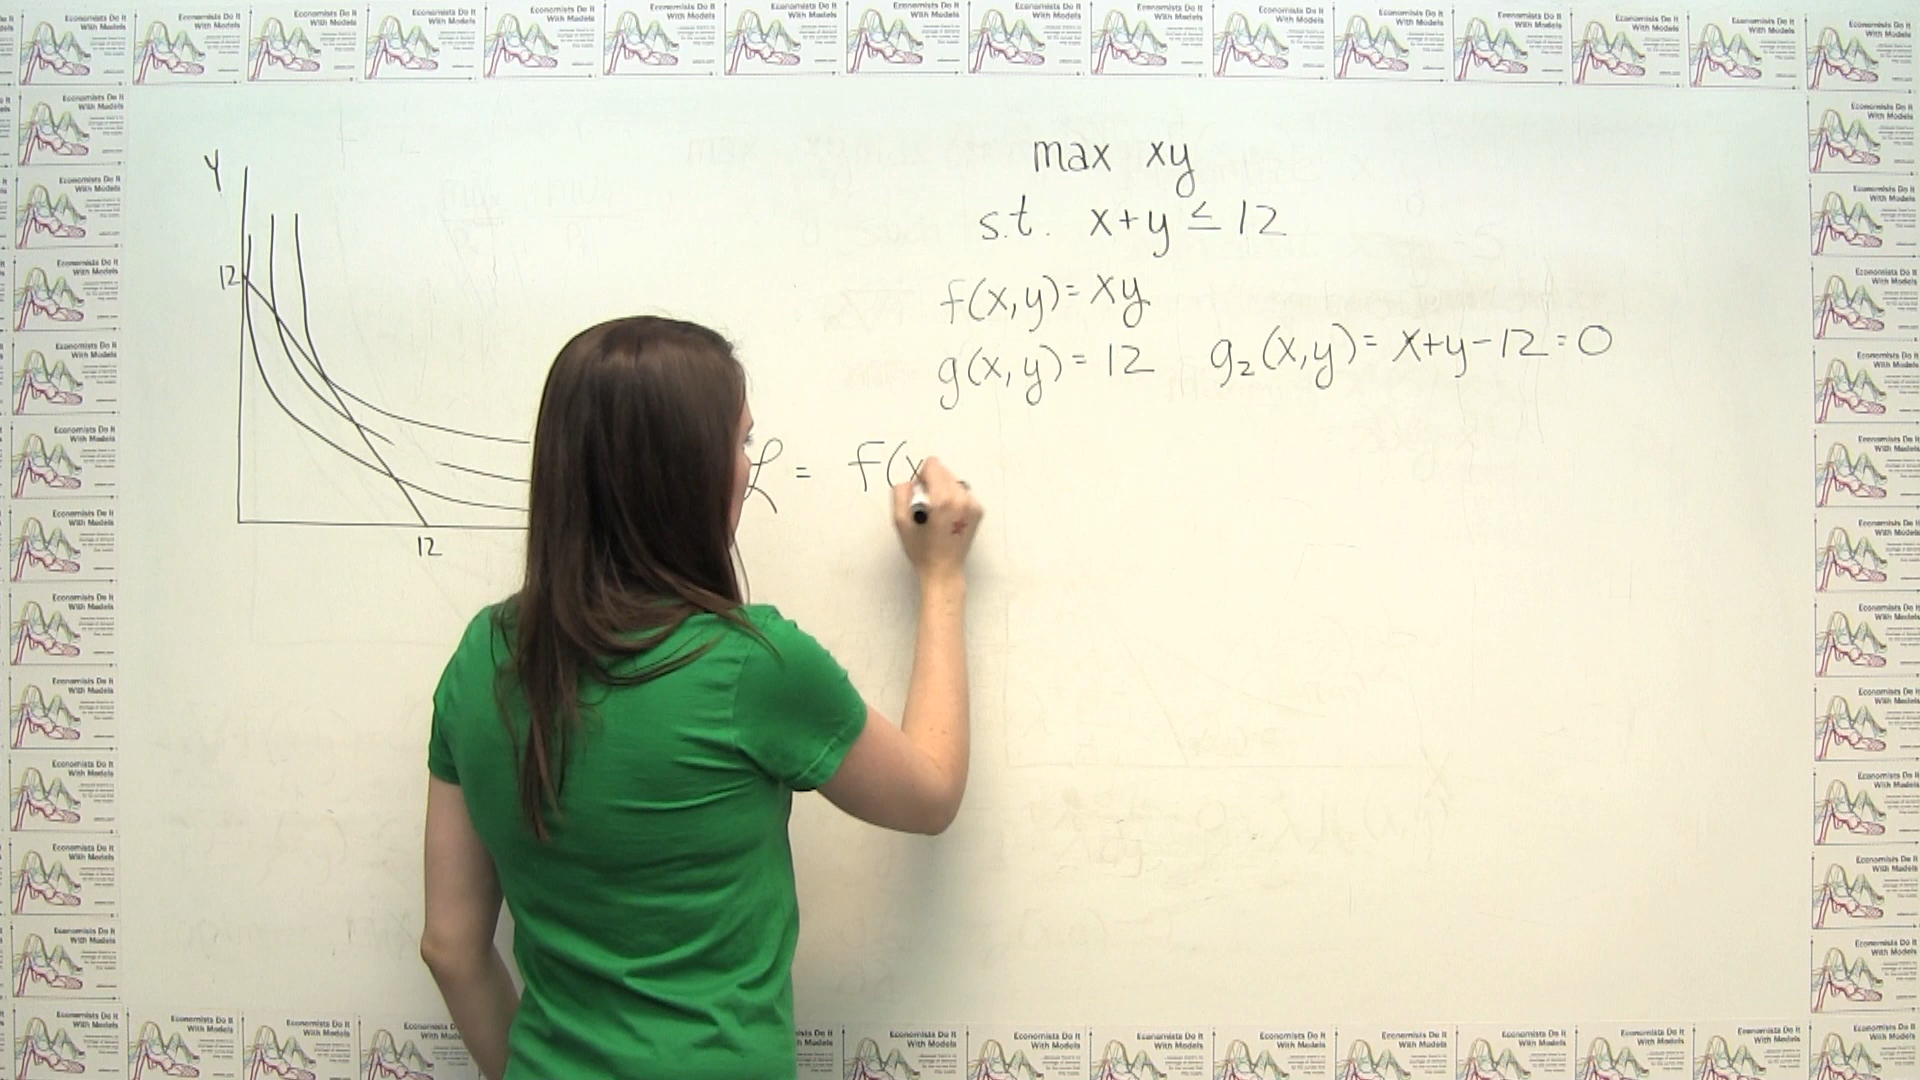 Economists Do It
With Models
Y
12
12
max xy
s.t. x+y ≤ 12
f(x,y)=xy
g(x,y)=12 g₂(x,y)=x+y-12=0
ℒ = f(x